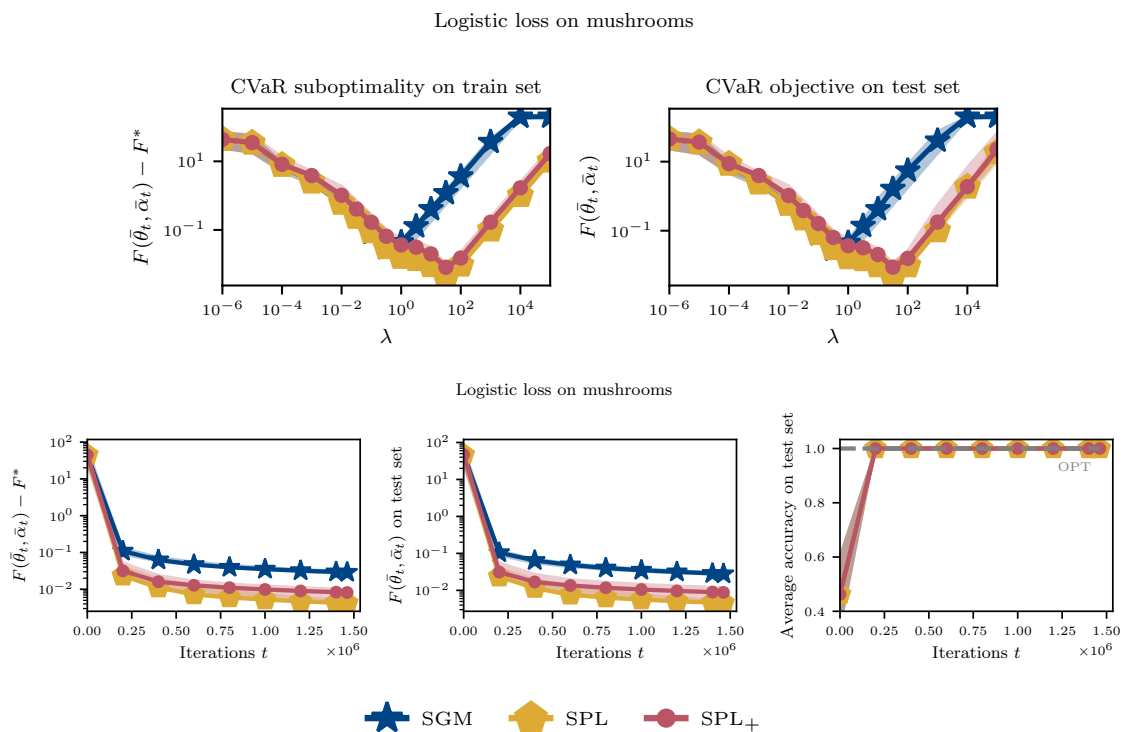 Logistic loss on mushrooms
CVaR suboptimality on train set
F(θ̄_t, ᾱ_t) − F*
10^1
10^−1
10^−6 10^−4 10^−2 10^0 10^2 10^4
λ
CVaR objective on test set
F(θ̄_t, ᾱ_t)
10^1
10^−1
10^−6 10^−4 10^−2 10^0 10^2 10^4
λ
Logistic loss on mushrooms
F(θ̄_t, ᾱ_t) − F*
10^2
10^1
10^0
10^−1
10^−2
0.00 0.25 0.50 0.75 1.00 1.25 1.50
Iterations t ×10^6
F(θ̄_t, ᾱ_t) on test set
10^2
10^1
10^0
10^−1
10^−2
0.00 0.25 0.50 0.75 1.00 1.25 1.50
Iterations t ×10^6
Average accuracy on test set
1.0
0.8
0.6
0.4
OPT
0.00 0.25 0.50 0.75 1.00 1.25 1.50
Iterations t ×10^6
SGM SPL SPL_+